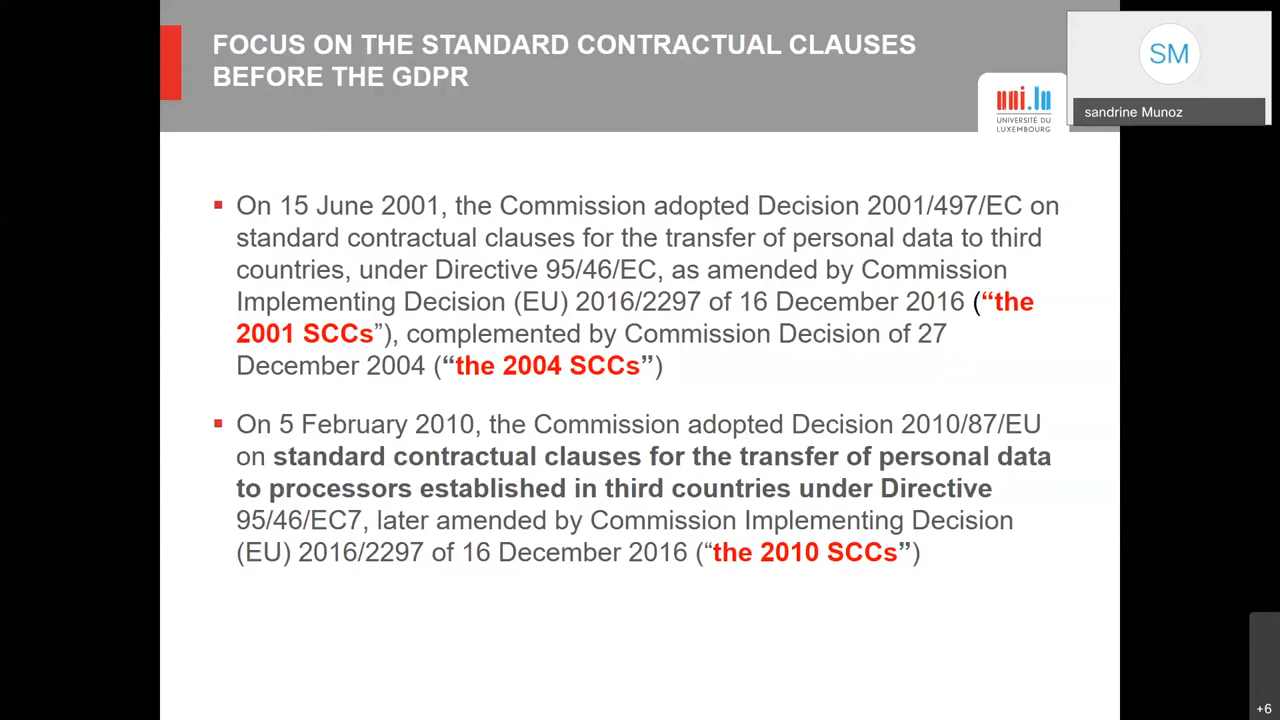 FOCUS ON THE STANDARD CONTRACTUAL CLAUSES
BEFORE THE GDPR
SM
sandrine Munoz
uni.lu
UNIVERSITÉ DU
LUXEMBOURG
On 15 June 2001, the Commission adopted Decision 2001/497/EC on
standard contractual clauses for the transfer of personal data to third
countries, under Directive 95/46/EC, as amended by Commission
Implementing Decision (EU) 2016/2297 of 16 December 2016 (“the
2001 SCCs”), complemented by Commission Decision of 27
December 2004 (“the 2004 SCCs”)
On 5 February 2010, the Commission adopted Decision 2010/87/EU
on standard contractual clauses for the transfer of personal data
to processors established in third countries under Directive
95/46/EC7, later amended by Commission Implementing Decision
(EU) 2016/2297 of 16 December 2016 (“the 2010 SCCs”)
+6